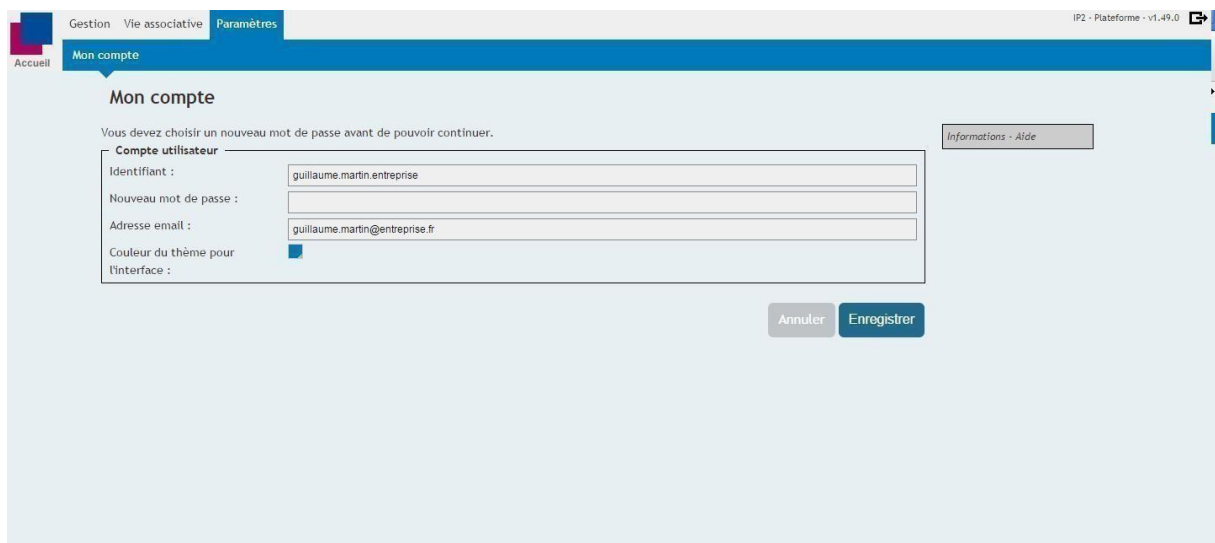 Gestion Vie associative Paramètres
IP2 - Plateforme - v1.49.0
Accueil
Mon compte
Mon compte
Vous devez choisir un nouveau mot de passe avant de pouvoir continuer.
Informations - Aide
Compte utilisateur
Identifiant : guillaume.martin.entreprise
Nouveau mot de passe :
Adresse email : guillaume.martin@entreprise.fr
Couleur du thème pour
l'interface :
Annuler Enregistrer